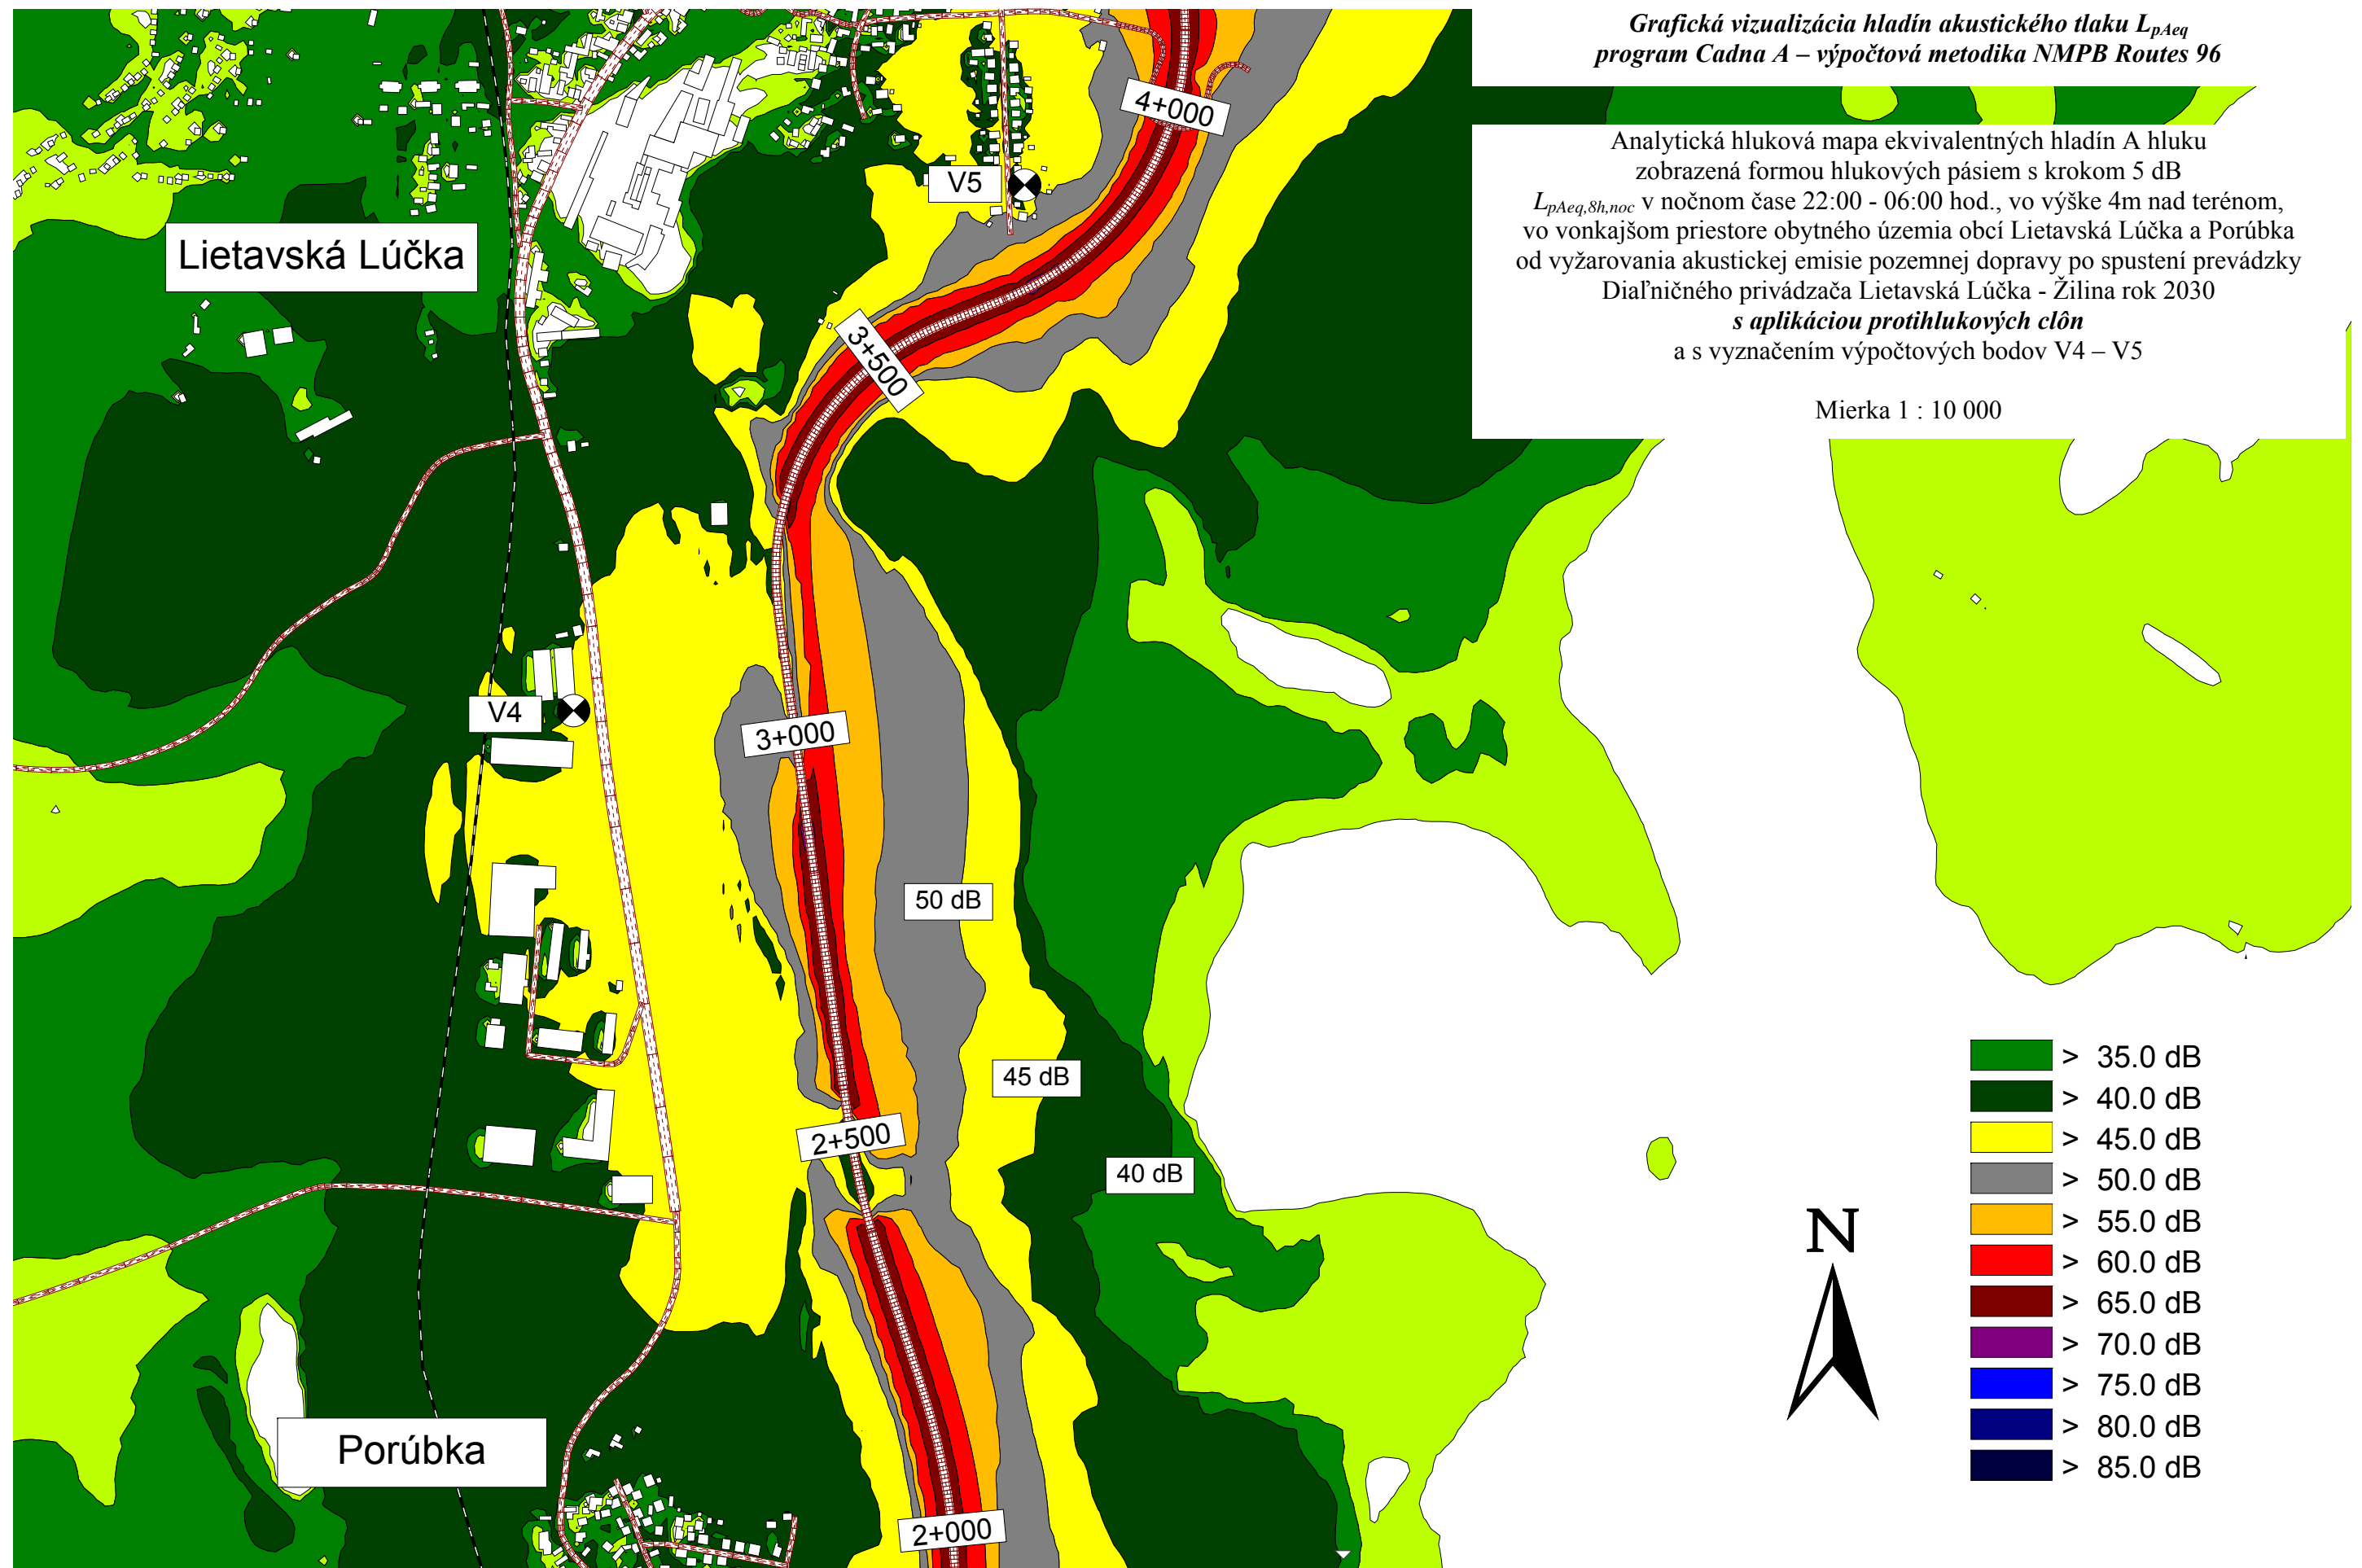 Grafická vizualizácia hladín akustického tlaku LpAeq
program Cadna A – výpočtová metodika NMPB Routes 96
Analytická hluková mapa ekvivalentných hladín A hluku
zobrazená formou hlukových pásiem s krokom 5 dB
LpAeq,8h,noc v nočnom čase 22:00 - 06:00 hod., vo výške 4m nad terénom,
vo vonkajšom priestore obytného územia obcí Lietavská Lúčka a Porúbka
od vyžarovania akustickej emisie pozemnej dopravy po spustení prevádzky
Diaľničného privádzača Lietavská Lúčka - Žilina rok 2030
s aplikáciou protihlukových clôn
a s vyznačením výpočtových bodov V4 – V5
Mierka 1 : 10 000
4+000
V5
Lietavská Lúčka
3+500
V4
3+000
50 dB
45 dB
2+500
40 dB
Porúbka
2+000
N
> 35.0 dB
> 40.0 dB
> 45.0 dB
> 50.0 dB
> 55.0 dB
> 60.0 dB
> 65.0 dB
> 70.0 dB
> 75.0 dB
> 80.0 dB
> 85.0 dB